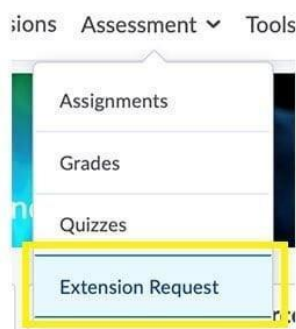 Assessment Tools
Assignments
Grades
Quizzes
Extension Request